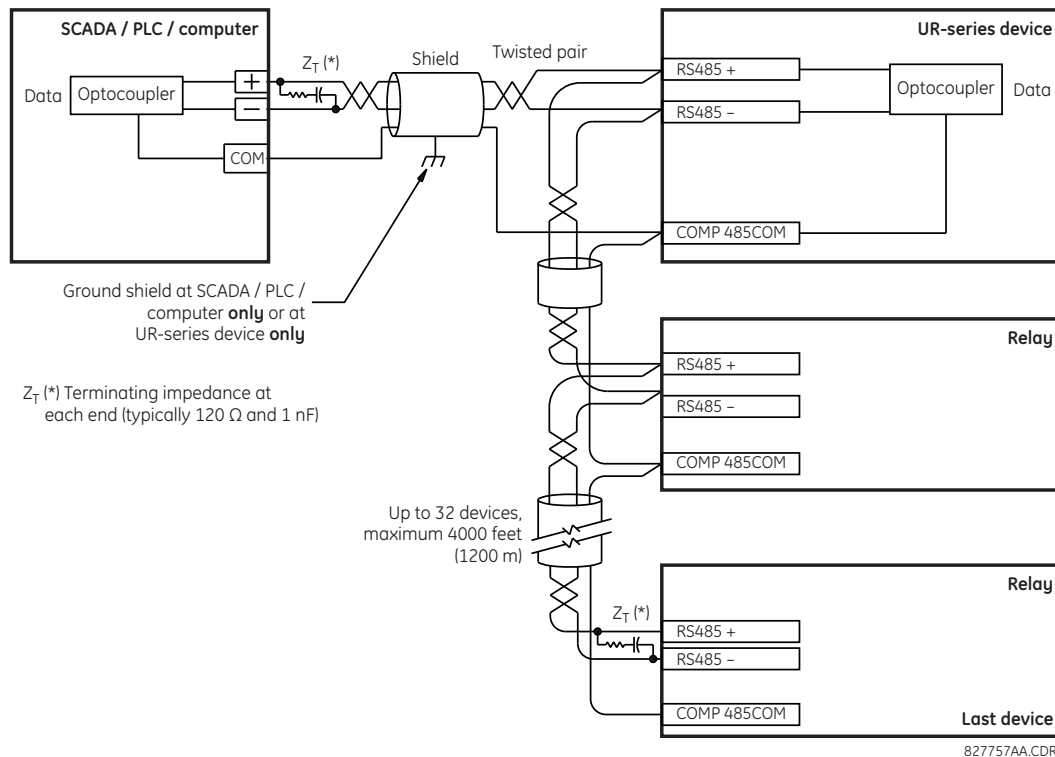 SCADA / PLC / computer
Data
Optocoupler
+
−
COM
ZT (*)
Shield
Twisted pair
UR-series device
RS485 +
RS485 –
COMP 485COM
Optocoupler
Data
Ground shield at SCADA / PLC /
computer only or at
UR-series device only
ZT (*) Terminating impedance at
each end (typically 120 Ω and 1 nF)
Relay
RS485 +
RS485 –
COMP 485COM
Up to 32 devices,
maximum 4000 feet
(1200 m)
Relay
ZT (*)
RS485 +
RS485 –
COMP 485COM
Last device
827757AA.CDR